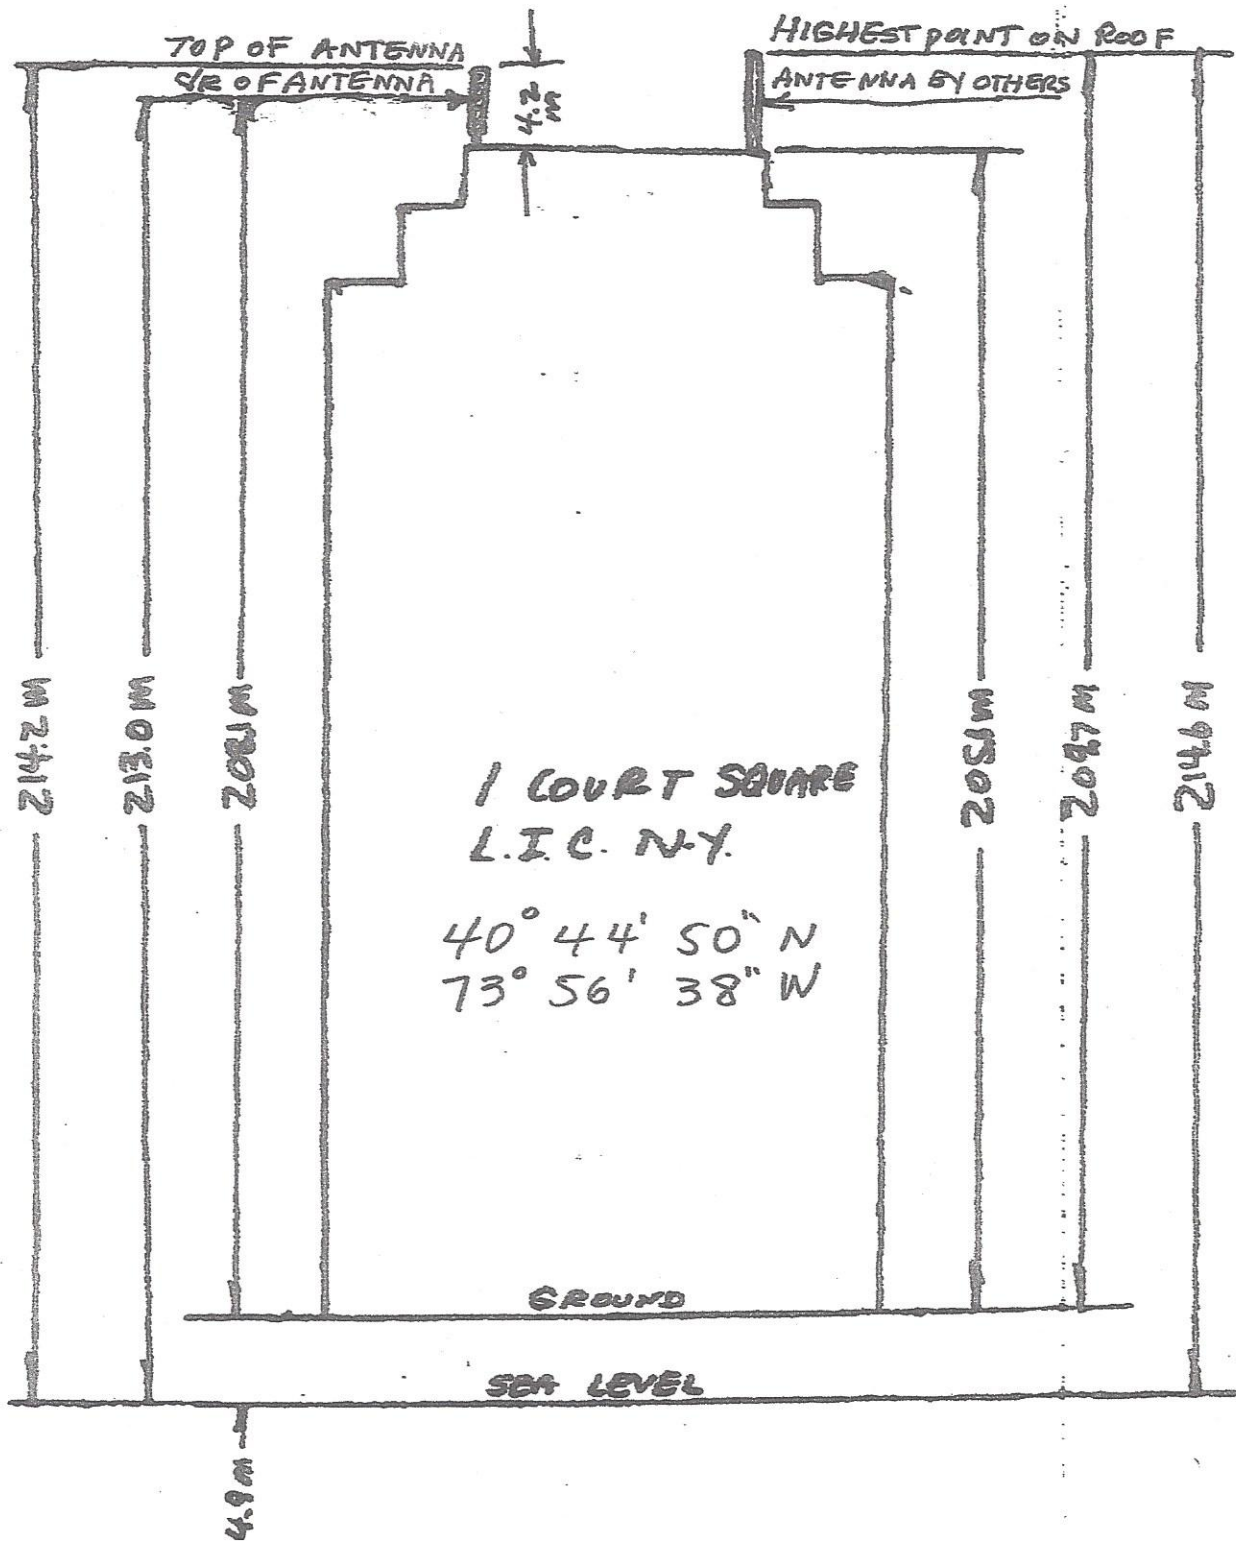 TOP OF ANTENNA
C/R OF ANTENNA
4.2
m
HIGHEST POINT ON ROOF
ANTENNA BY OTHERS
214.2 M
213.0 M
208.1 M
205.1 M
209.7 M
214.6 M
1 COURT SQUARE
L.I.C. N.Y.
40° 44' 50" N
73° 56' 38" W
GROUND
SEA LEVEL
4.9 m